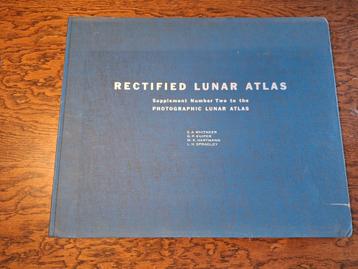 RECTIFIED LUNAR ATLAS
Supplement Number Two to the
PHOTOGRAPHIC LUNAR ATLAS
E. A. WHITAKER
G. P. KUIPER
W. K. HARTMANN
L. H. SPRADLEY